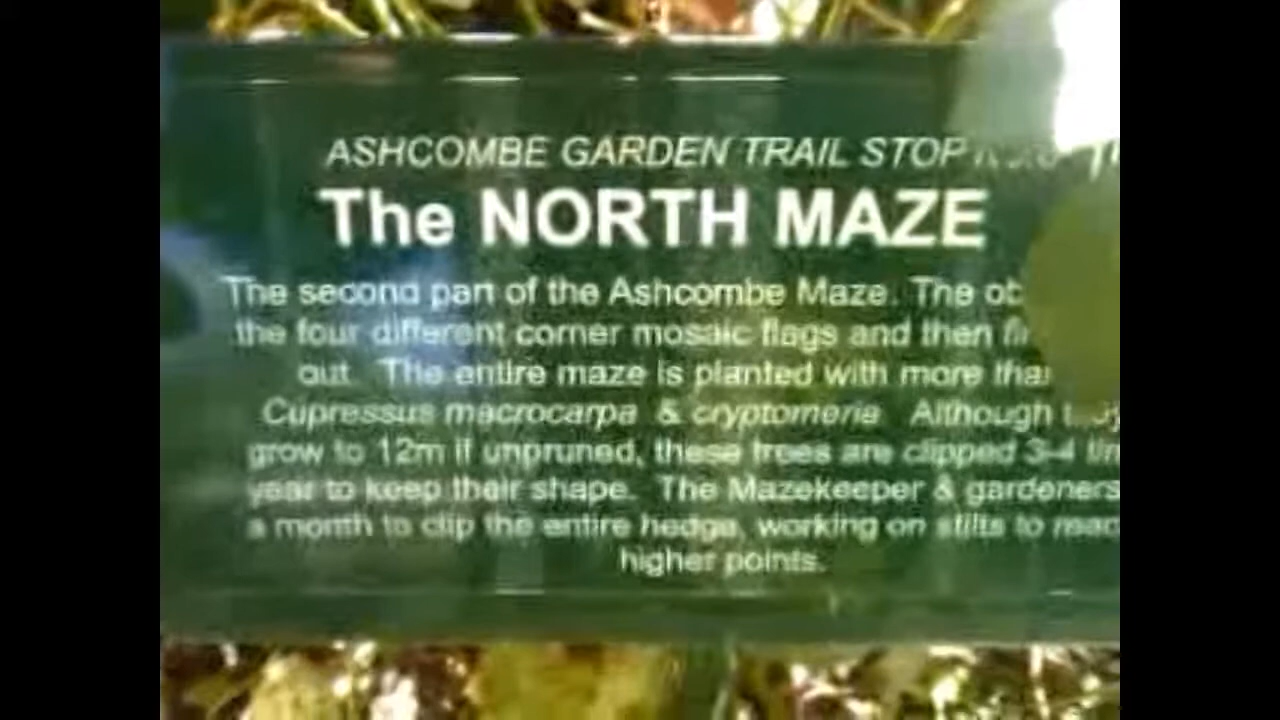 ASHCOMBE GARDEN TRAIL STOP
The NORTH MAZE
The second part of the Ashcombe Maze. The
the four different corner mosaic flags and then
out. The entire maze is planted with more
Cupressus macrocarpa & cryptomeria Although
grow to 12m if unpruned, these trees are clipped 3-4
year to keep their shape. The Mazekeeper & gardeners
a month to clip the entire hedge, working on stilts to
higher points.